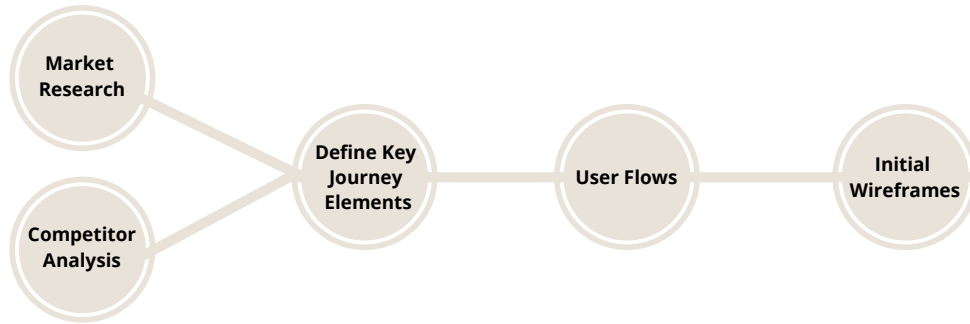 Market
Research
Competitor
Analysis
Define Key
Journey
Elements
User Flows
Initial
Wireframes